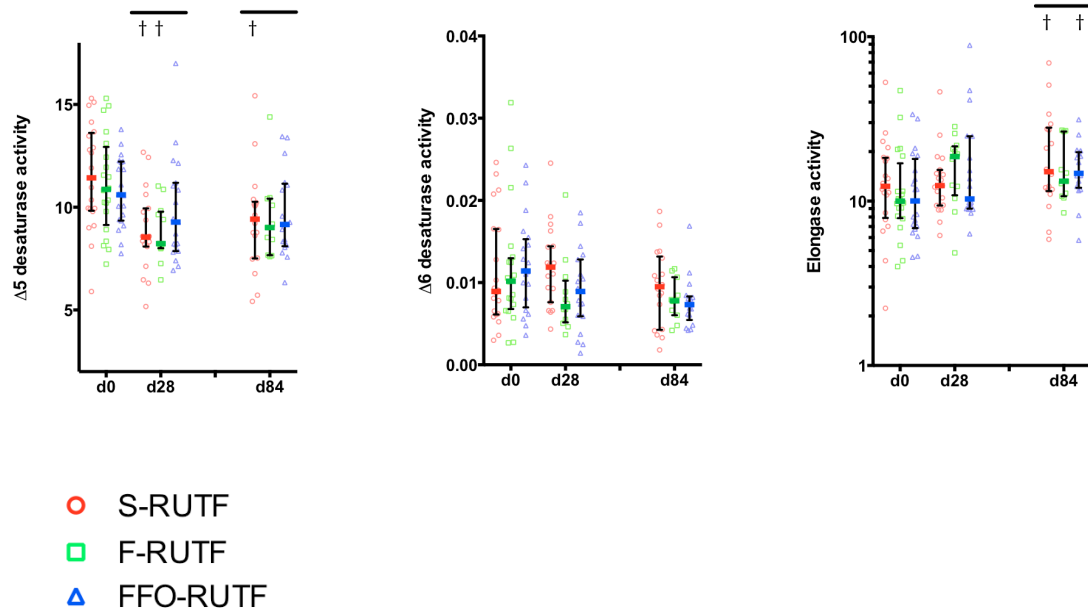 † †
†
Δ5 desaturase activity
15
10
5
d0
d28
d84
Δ6 desaturase activity
0.04
0.03
0.02
0.01
0.00
d0
d28
d84
† †
Elongase activity
100
10
1
d0
d28
d84
S-RUTF
F-RUTF
FFO-RUTF